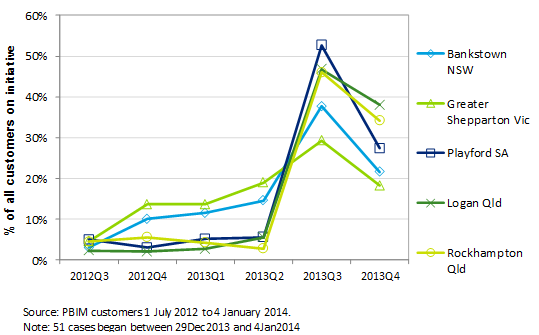 % of all customers on initiative
60%
50%
40%
30%
20%
10%
0%
2012Q3 2012Q4 2013Q1 2013Q2 2013Q3 2013Q4
Bankstown
NSW
Greater
Shepparton Vic
Playford SA
Logan Qld
Rockhampton
Qld
Source: PBIM customers 1 July 2012 to 4 January 2014.
Note: 51 cases began between 29Dec2013 and 4Jan2014